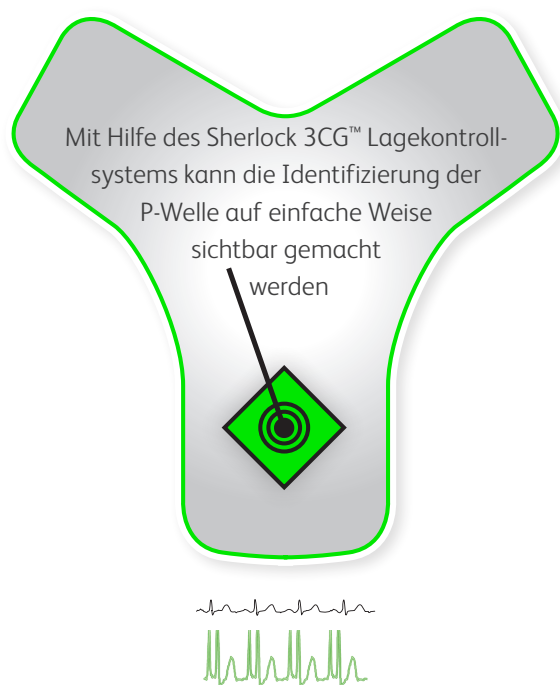 Mit Hilfe des Sherlock 3CG™ Lagekontroll-
systems kann die Identifizierung der
P-Welle auf einfache Weise
sichtbar gemacht
werden